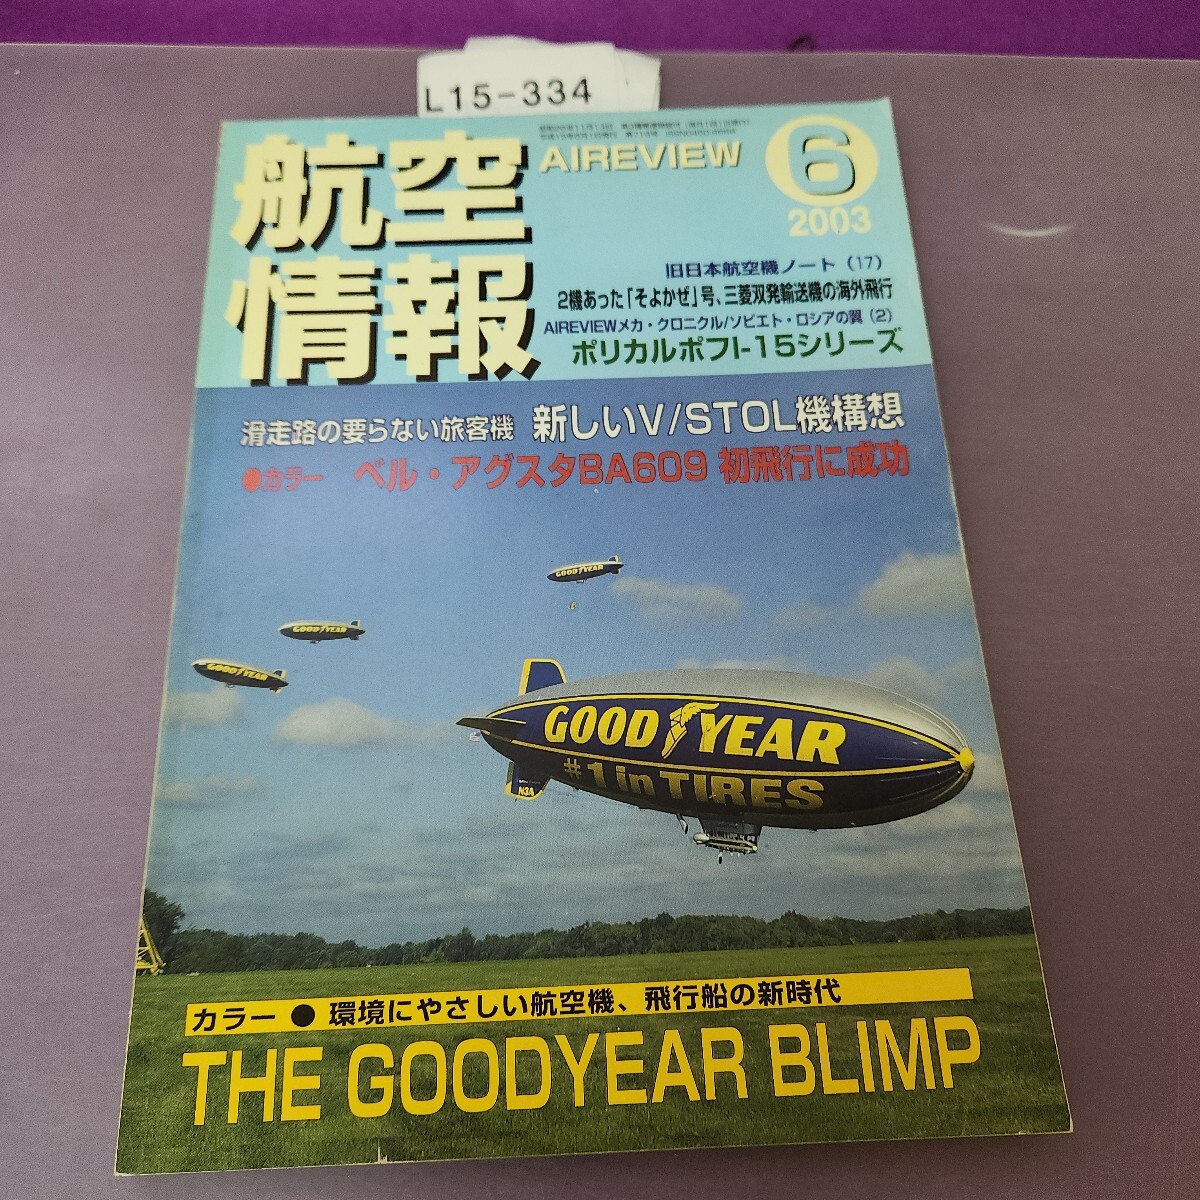 L15-334
航空
情報
AIREVIEW
6
2003
旧日本航空機ノート(17)
2機あった「そよかぜ」号、三菱双発輸送機の海外飛行
AIREVIEWメカ・クロニクル/ソビエト・ロシアの翼(2)
ポリカルポフI-15シリーズ
滑走路の要らない旅客機 新しいV/STOL機構想
●カラー ベル・アグスタBA609 初飛行に成功
GOODYEAR
GOODYEAR
GOODYEAR
GOODYEAR
#1 in TIRES
N3A
カラー ● 環境にやさしい航空機、飛行船の新時代
THE GOODYEAR BLIMP